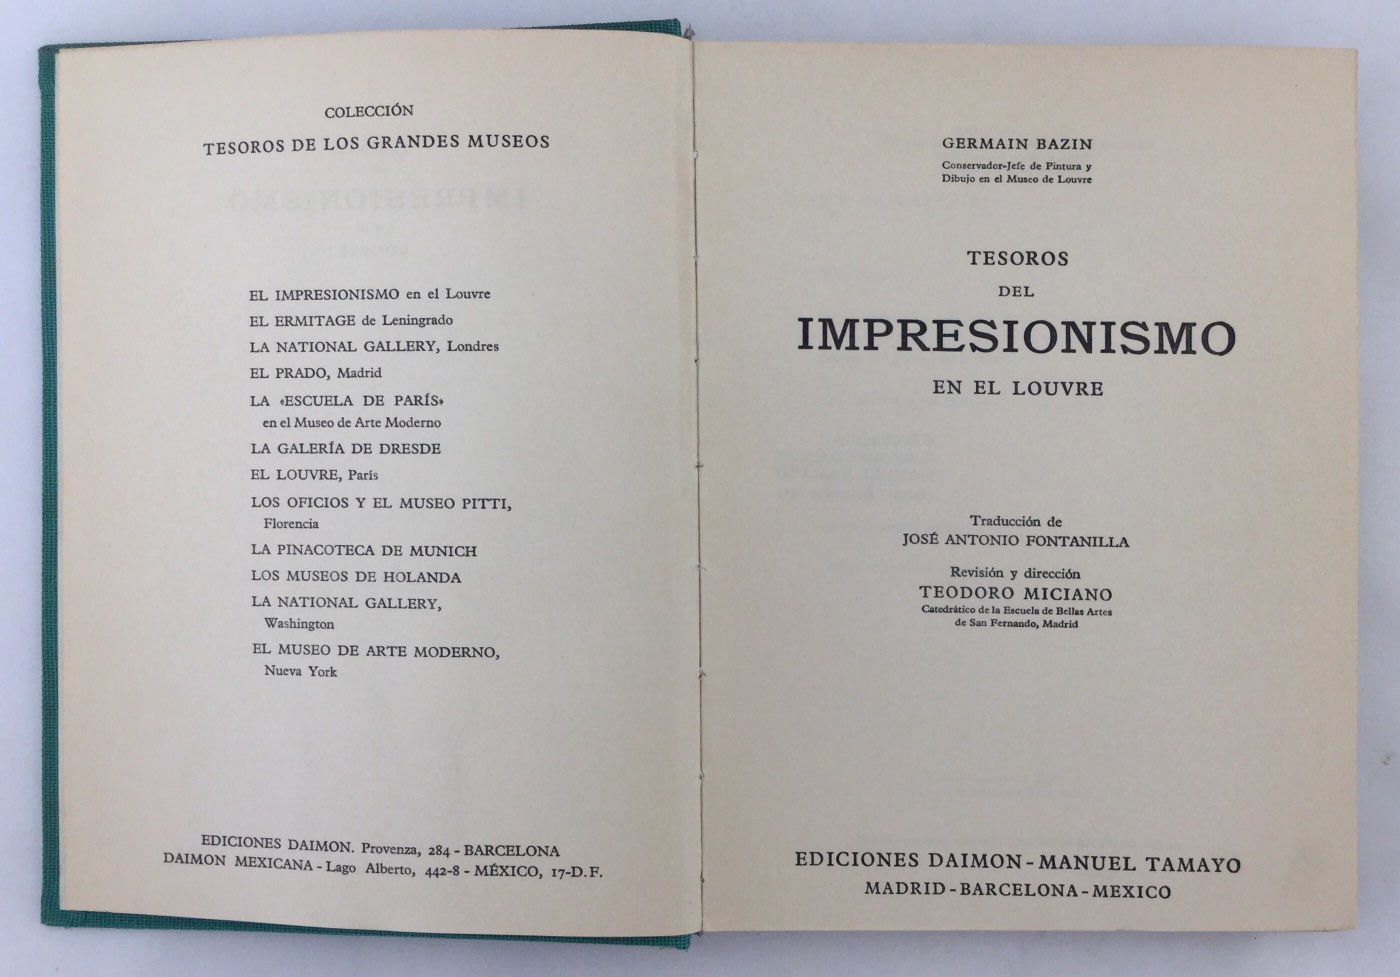 COLECCIÓN
TESOROS DE LOS GRANDES MUSEOS
EL IMPRESIONISMO en el Louvre
EL ERMITAGE de Leningrado
LA NATIONAL GALLERY, Londres
EL PRADO, Madrid
LA «ESCUELA DE PARÍS»
en el Museo de Arte Moderno
LA GALERÍA DE DRESDE
EL LOUVRE, París
LOS OFICIOS Y EL MUSEO PITTI,
Florencia
LA PINACOTECA DE MUNICH
LOS MUSEOS DE HOLANDA
LA NATIONAL GALLERY,
Washington
EL MUSEO DE ARTE MODERNO,
Nueva York
EDICIONES DAIMON. Provenza, 284 - BARCELONA
DAIMON MEXICANA - Lago Alberto, 442-8 - MÉXICO, 17-D.F.
GERMAIN BAZIN
Conservador-Jefe de Pintura y
Dibujo en el Museo de Louvre
TESOROS
DEL
IMPRESIONISMO
EN EL LOUVRE
Traducción de
JOSÉ ANTONIO FONTANILLA
Revisión y dirección
TEODORO MICIANO
Catedrático de la Escuela de Bellas Artes
de San Fernando, Madrid
EDICIONES DAIMON - MANUEL TAMAYO
MADRID - BARCELONA - MEXICO